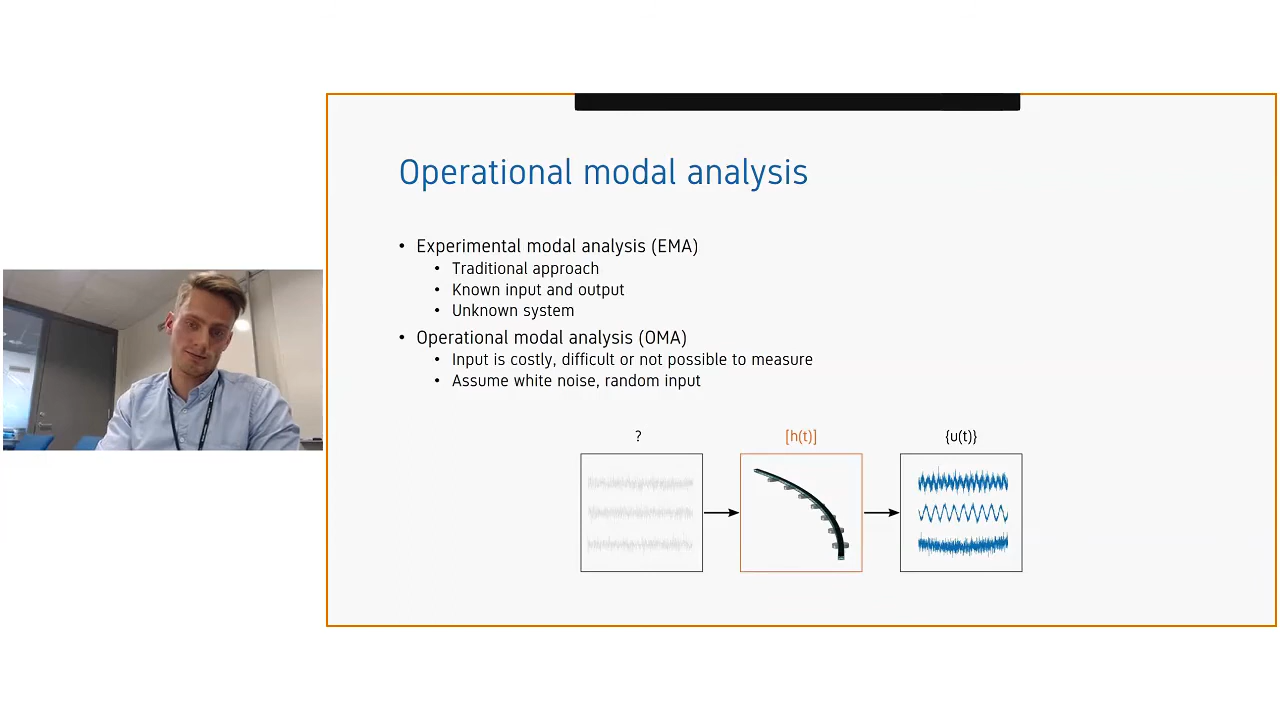 Operational modal analysis
• Experimental modal analysis (EMA)
• Traditional approach
• Known input and output
• Unknown system
• Operational modal analysis (OMA)
• Input is costly, difficult or not possible to measure
• Assume white noise, random input
? [h(t)] {u(t)}